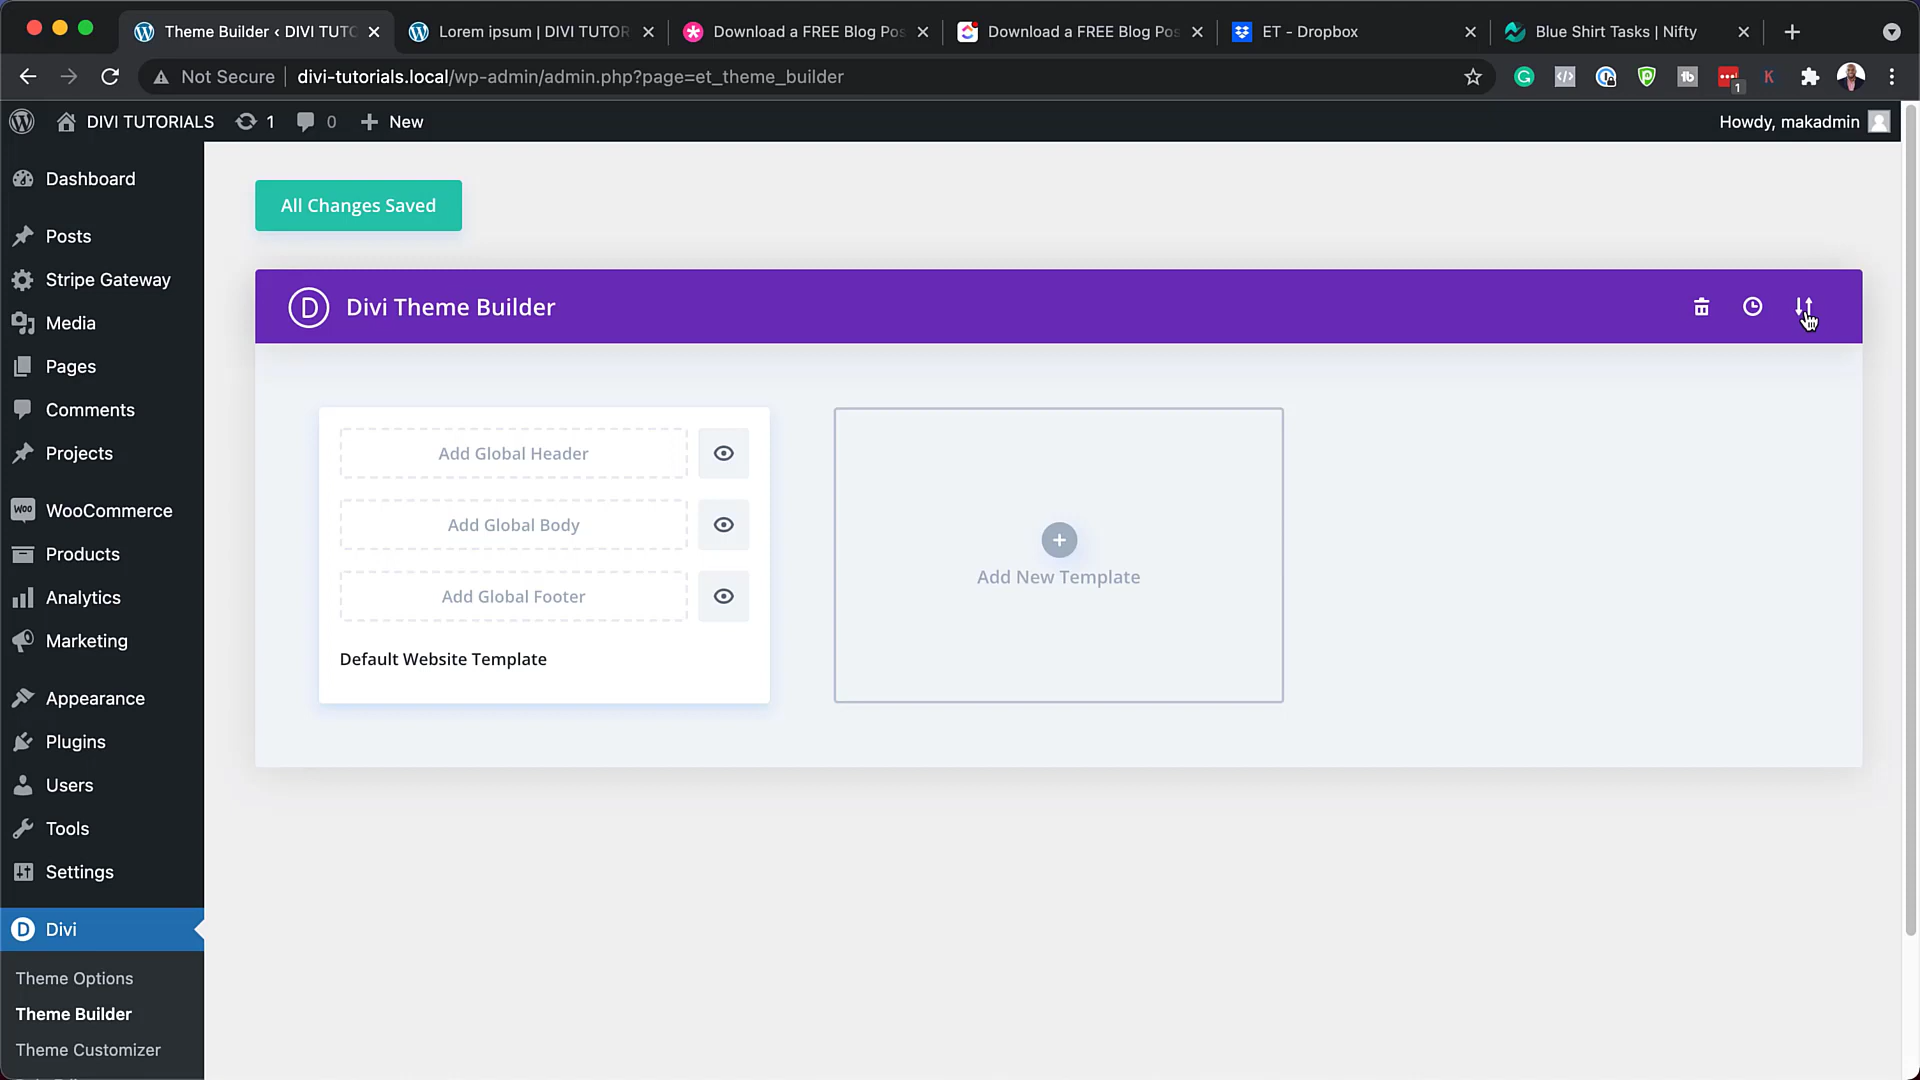 Theme Builder ‹ DIVI TUTO
Lorem ipsum | DIVI TUTOR
Download a FREE Blog Pos
Download a FREE Blog Pos
ET - Dropbox
Blue Shirt Tasks | Nifty
Not Secure
divi-tutorials.local/wp-admin/admin.php?page=et_theme_builder
1
DIVI TUTORIALS
1
0
New
Howdy, makadmin
Dashboard
Posts
Stripe Gateway
Media
Pages
Comments
Projects
WooCommerce
Products
Analytics
Marketing
Appearance
Plugins
Users
Tools
Settings
Divi
Theme Options
Theme Builder
Theme Customizer
All Changes Saved
D
Divi Theme Builder
Add Global Header
Add Global Body
Add Global Footer
Default Website Template
Add New Template